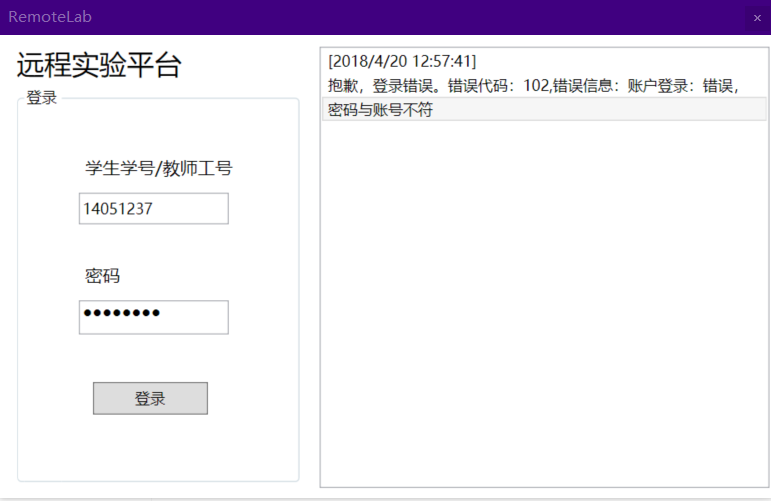 RemoteLab
远程实验平台
登录
学生学号/教师工号
14051237
密码
●●●●●●●●
登录
[2018/4/20 12:57:41]
抱歉，登录错误。错误代码：102,错误信息：账户登录：错误，
密码与账号不符